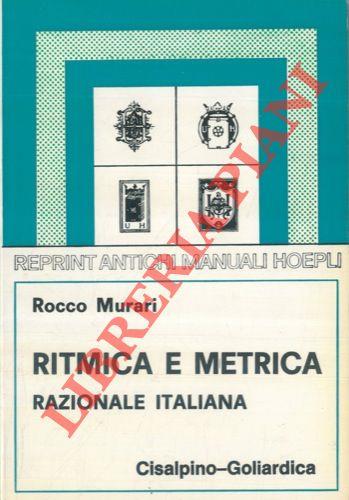 U H
REPRINT ANTICHI MANUALI HOEPLI
Rocco Murari
RITMICA E METRICA
RAZIONALE ITALIANA
Cisalpino-Goliardica
LIBRERIA PIANI